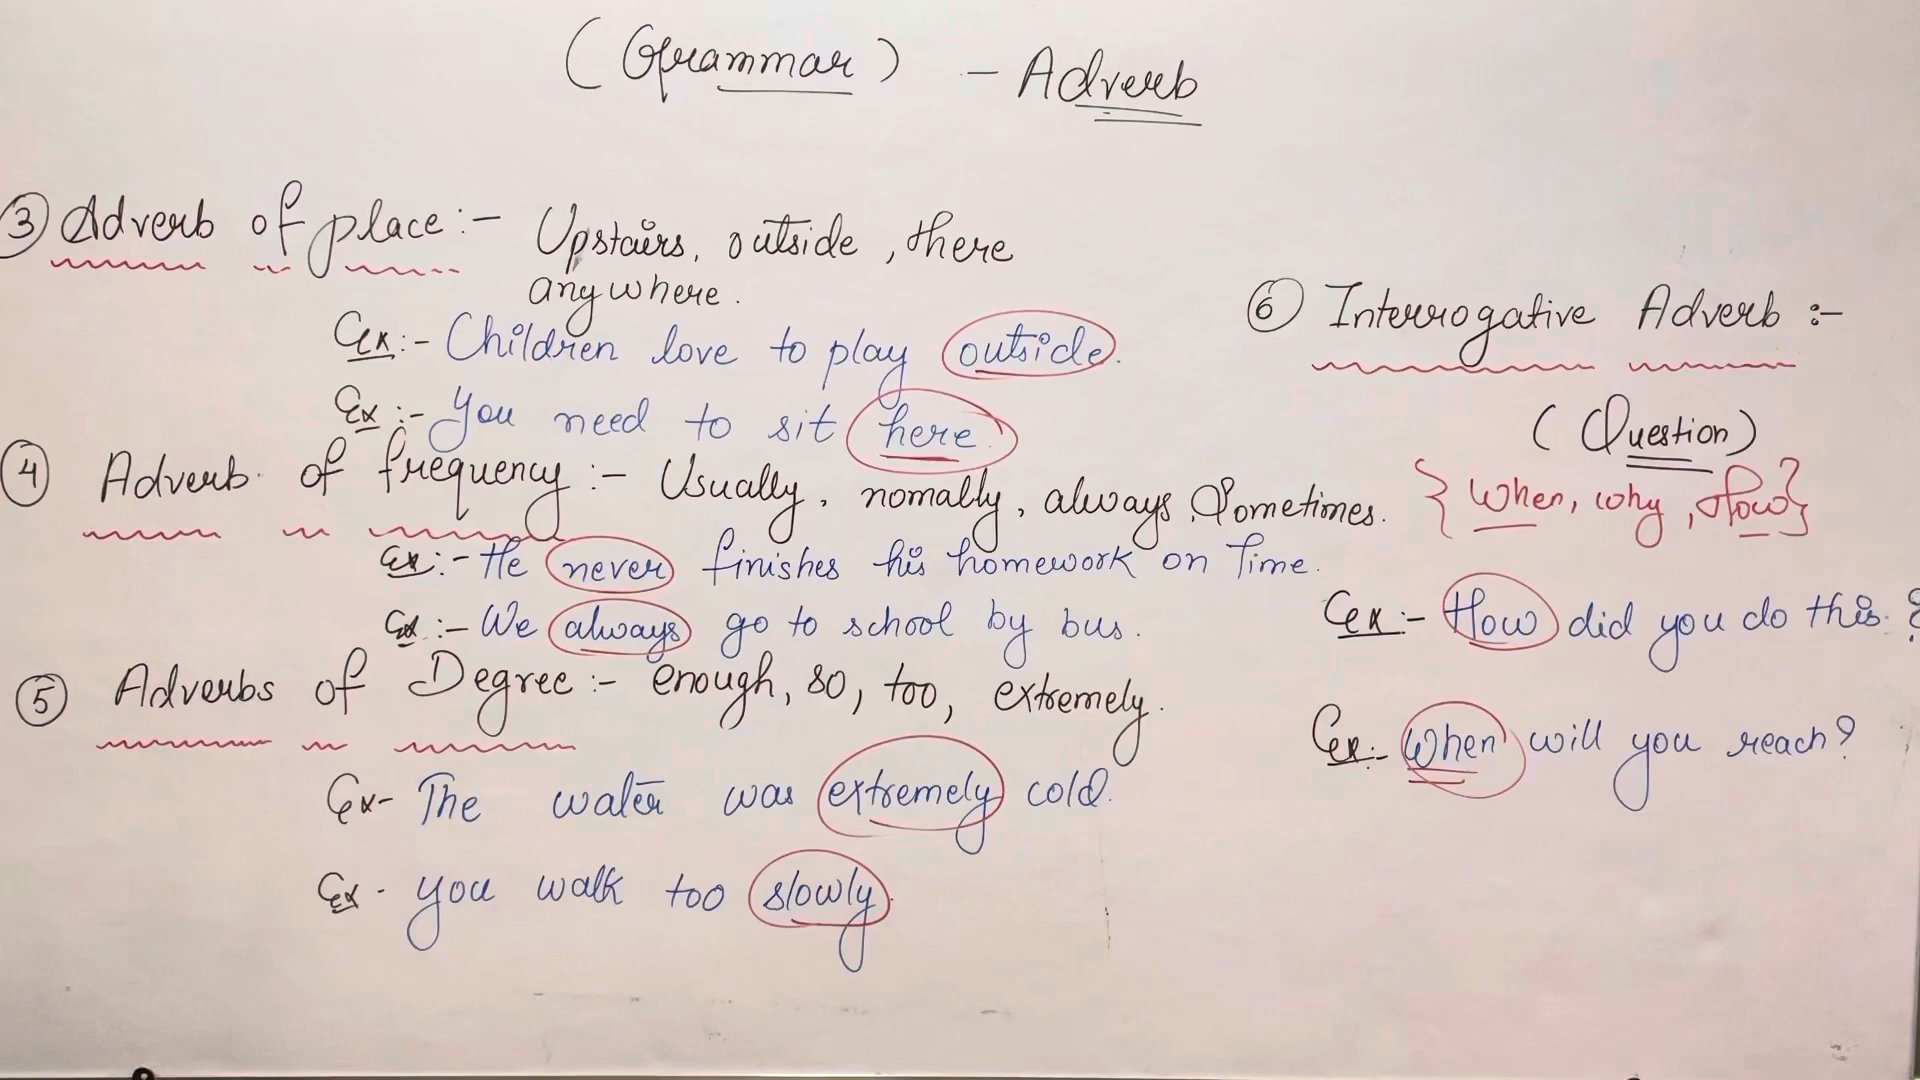 (Grammar) - Adverb
③ Adverb of place:- Upstairs, outside, there
anywhere.
Ex:- Children love to play outside.
Ex:- You need to sit here.
④ Adverb of frequency:- Usually, nomally, always, Sometimes.
Ex:- He never finishes his homework on Time.
Ex:- We always go to school by bus.
⑤ Adverbs of Degree:- enough, so, too, extremely.
Ex- The water was extremely cold.
Ex- you walk too slowly.
⑥ Interrogative Adverb:-
(Question)
{When, why, How}
Ex:- How did you do this?
Ex:- When will you reach?